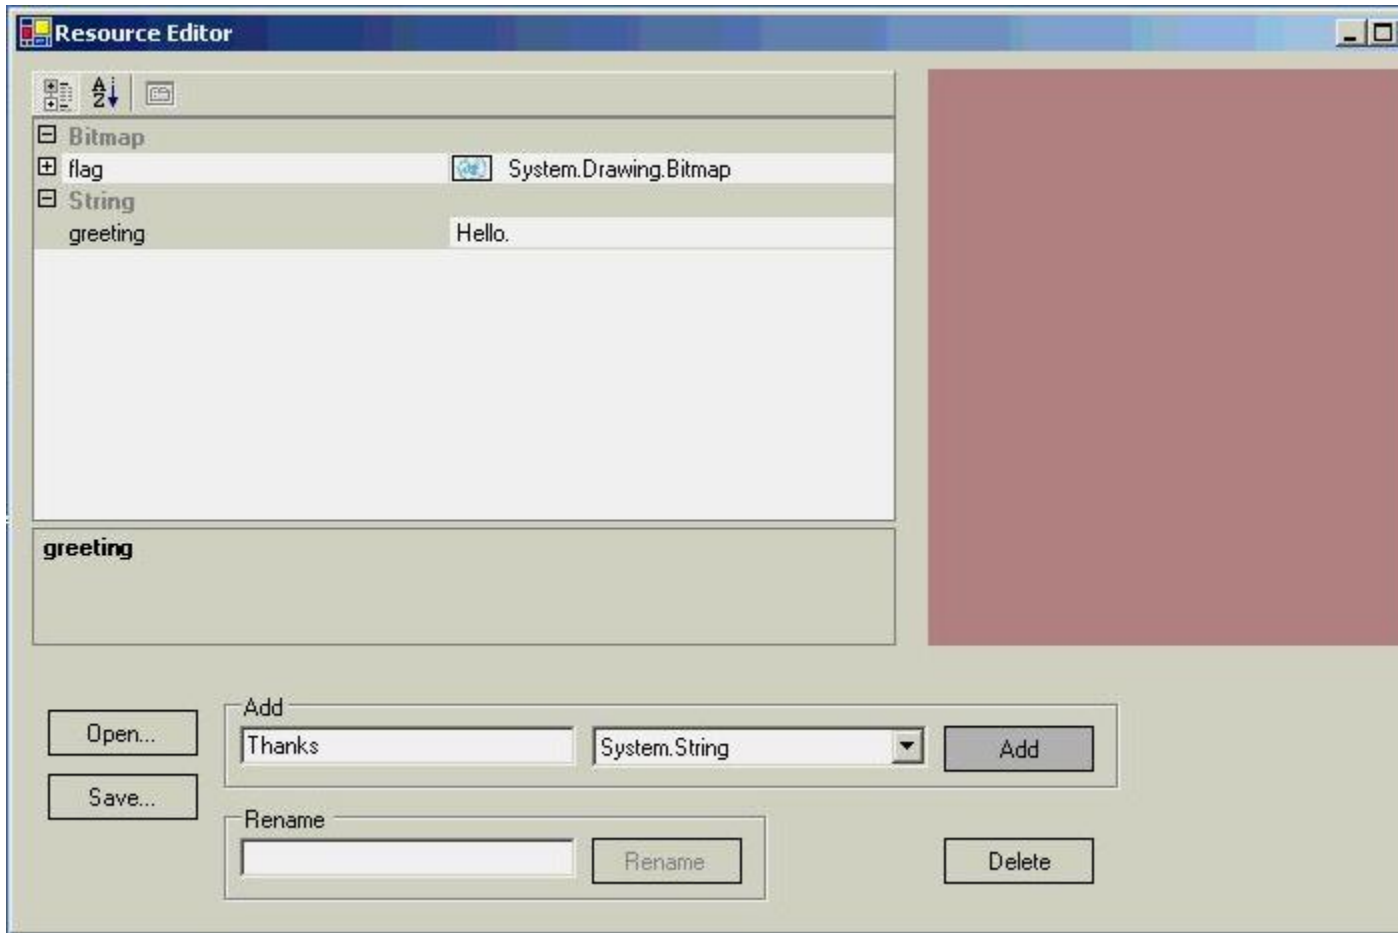 Resource Editor
Bitmap
flag System.Drawing.Bitmap
String
greeting Hello.
greeting
Add
Open...
Thanks System.String Add
Save...
Rename
Rename Delete